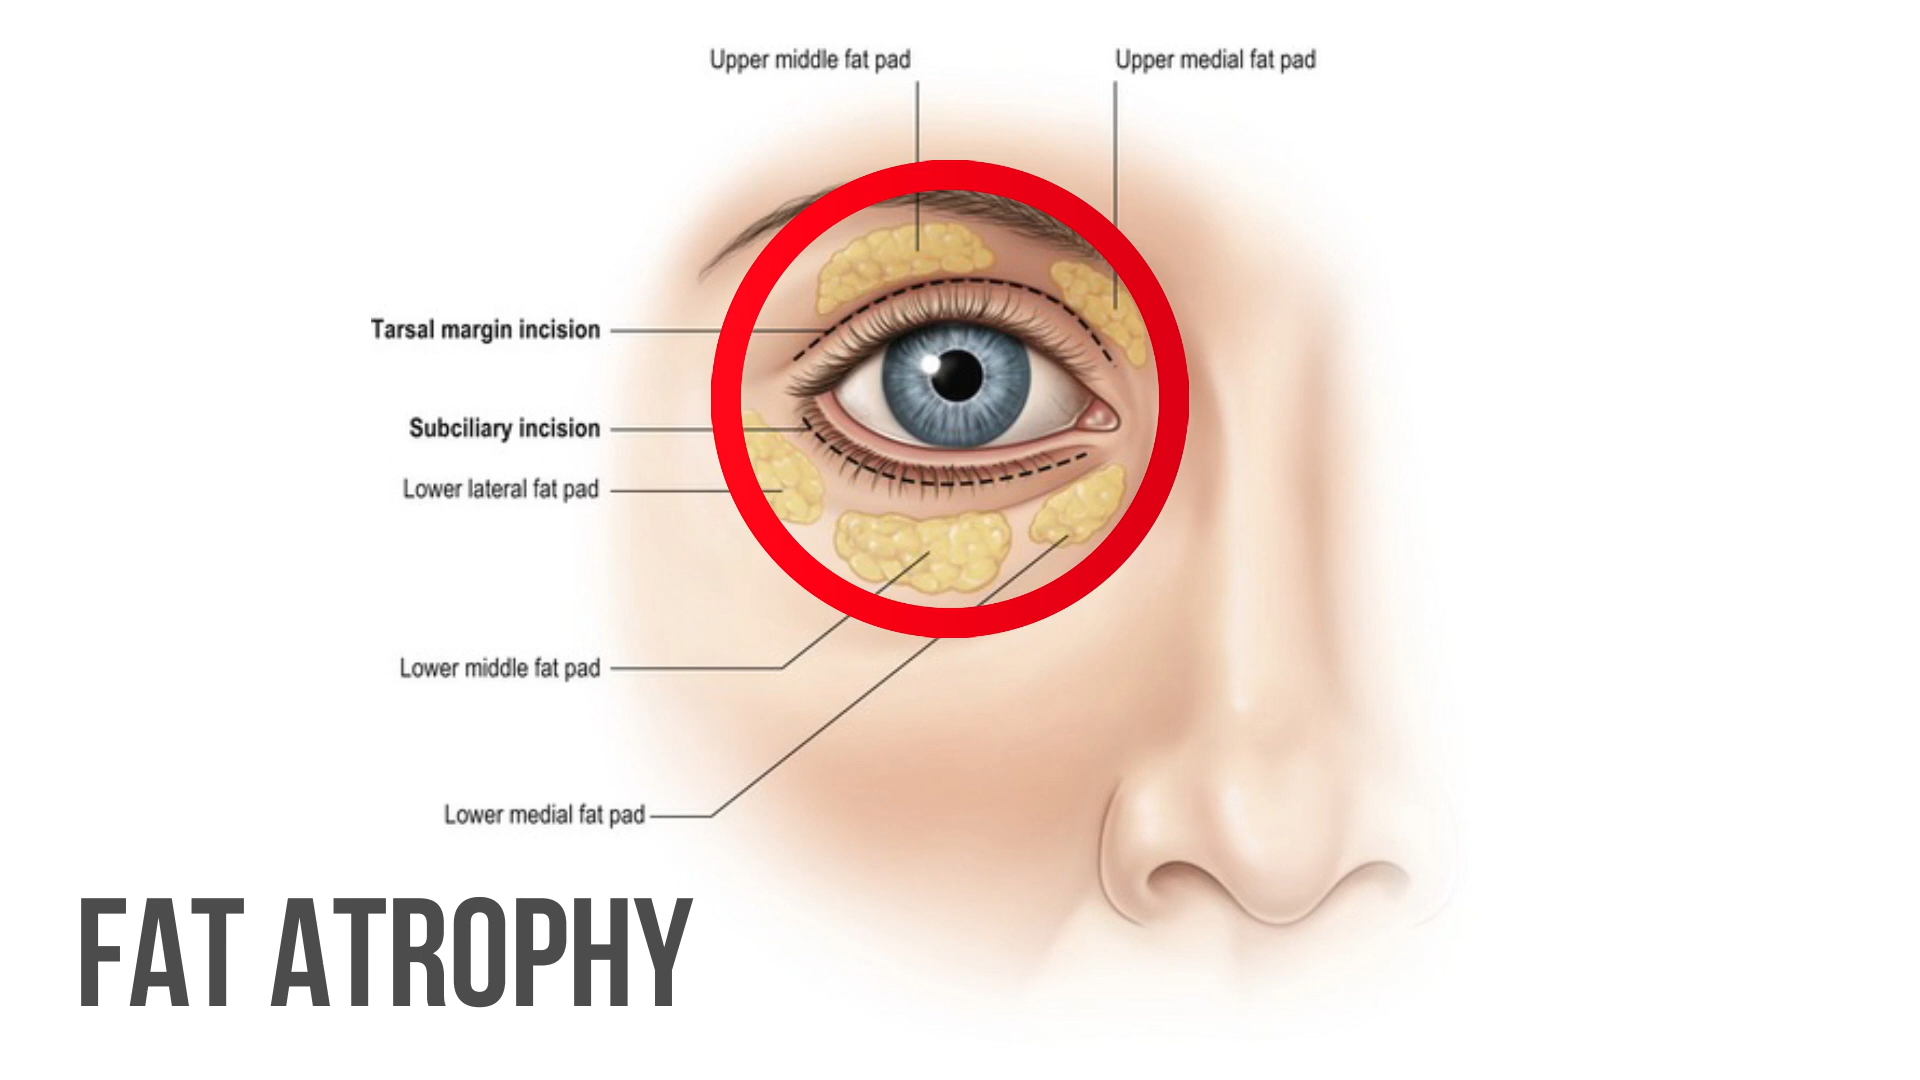 Upper middle fat pad
Upper medial fat pad
Tarsal margin incision
Subciliary incision
Lower lateral fat pad
Lower middle fat pad
Lower medial fat pad
FAT ATROPHY